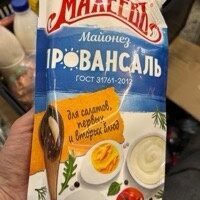 МАХЕЕВЪ
Майонез
ПРОВАНСАЛЬ
ГОСТ 31761-2012
для салатов,
первых
и вторых блюд